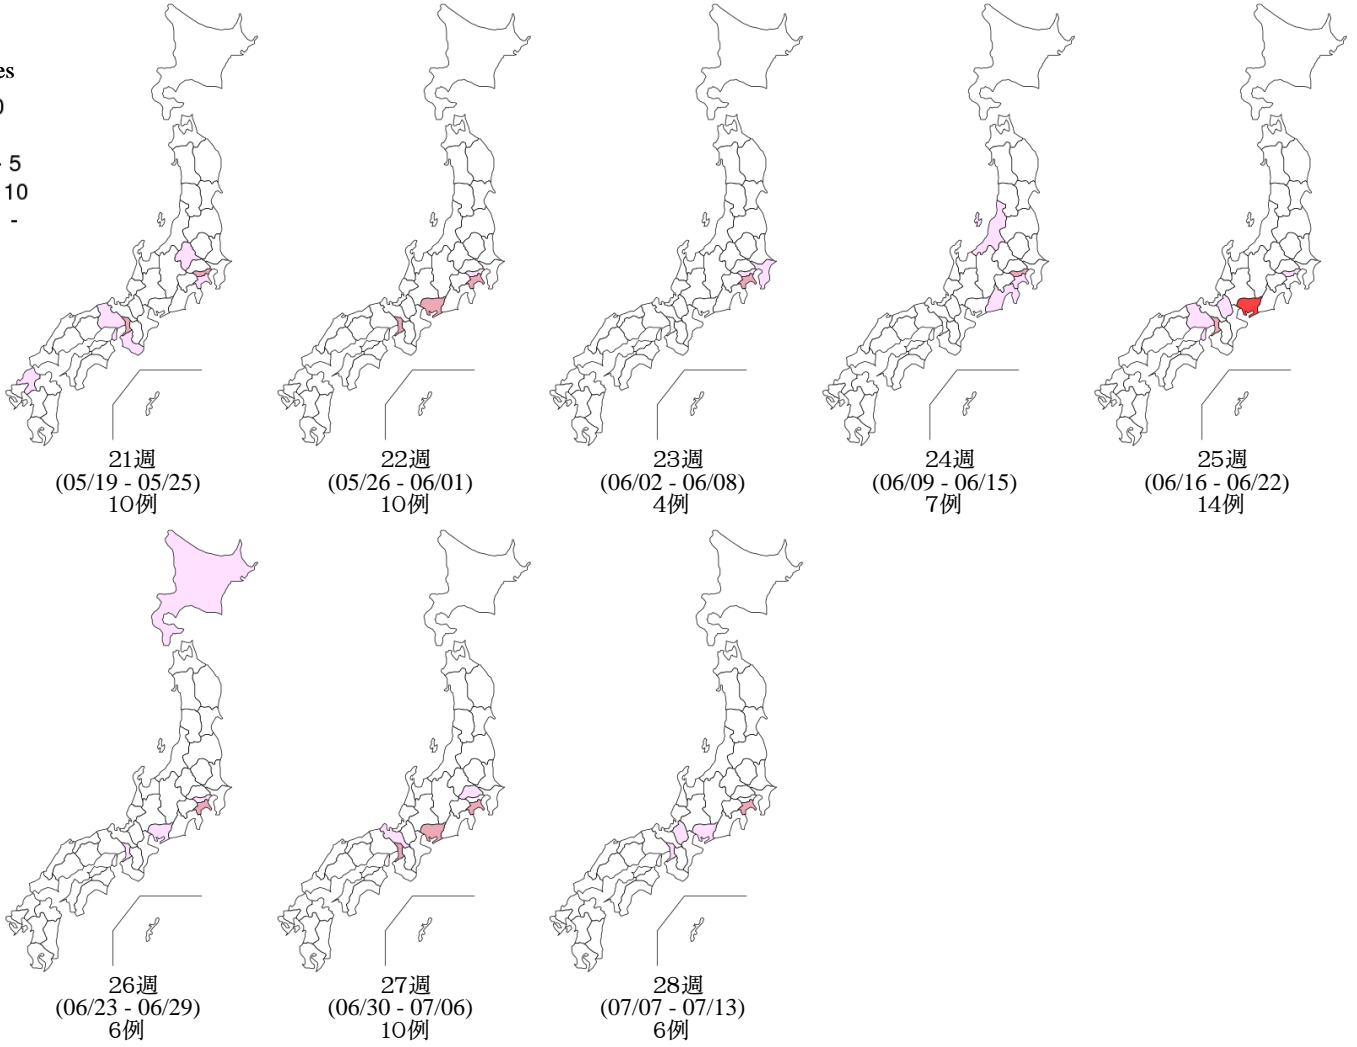 es
0
- 5
10
-
21週
(05/19 - 05/25)
10例
22週
(05/26 - 06/01)
10例
23週
(06/02 - 06/08)
4例
24週
(06/09 - 06/15)
7例
25週
(06/16 - 06/22)
14例
26週
(06/23 - 06/29)
6例
27週
(06/30 - 07/06)
10例
28週
(07/07 - 07/13)
6例